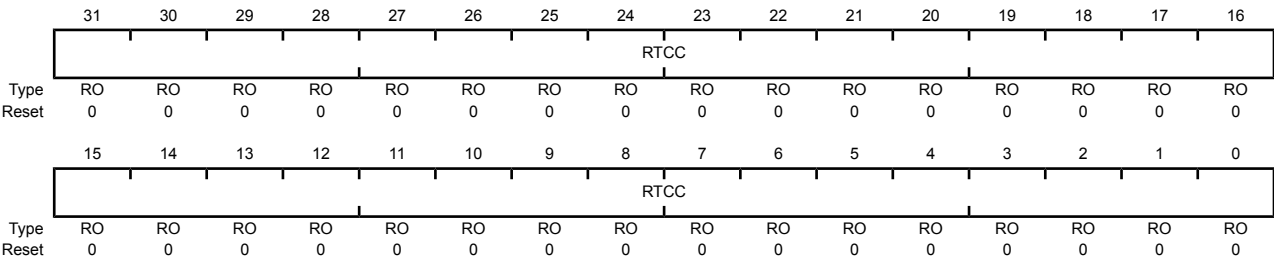 31 30 29 28 27 26 25 24 23 22 21 20 19 18 17 16
RTCC
Type RO RO RO RO RO RO RO RO RO RO RO RO RO RO RO RO
Reset 0 0 0 0 0 0 0 0 0 0 0 0 0 0 0 0
15 14 13 12 11 10 9 8 7 6 5 4 3 2 1 0
RTCC
Type RO RO RO RO RO RO RO RO RO RO RO RO RO RO RO RO
Reset 0 0 0 0 0 0 0 0 0 0 0 0 0 0 0 0